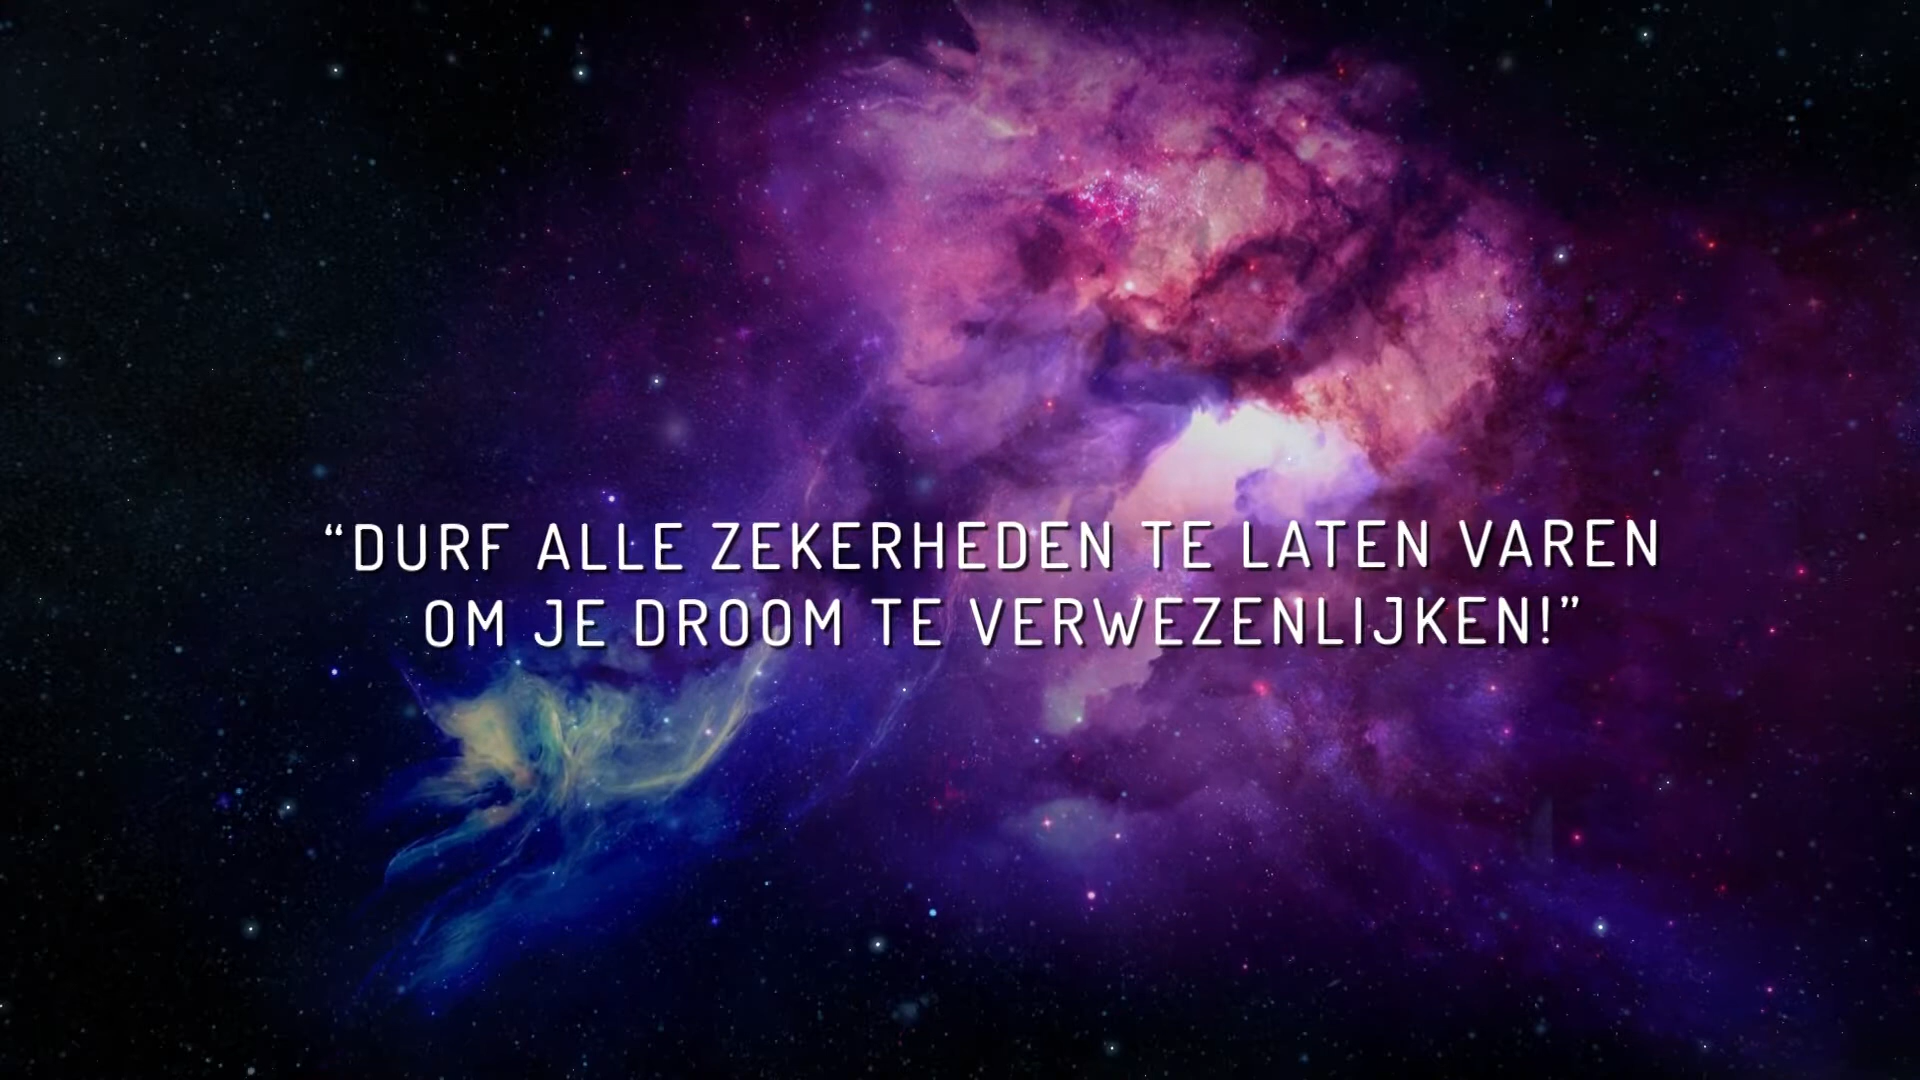 “DURF ALLE ZEKERHEDEN TE LATEN VAREN
OM JE DROOM TE VERWEZENLIJKEN!”